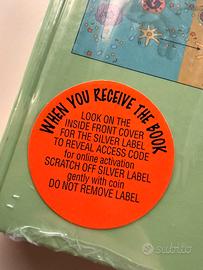 WHEN YOU RECEIVE THE BOOK
LOOK ON THE
INSIDE FRONT COVER
FOR THE SILVER LABEL
TO REVEAL ACCESS CODE
for online activation
SCRATCH OFF SILVER LABEL
gently with coin
DO NOT REMOVE LABEL
subito